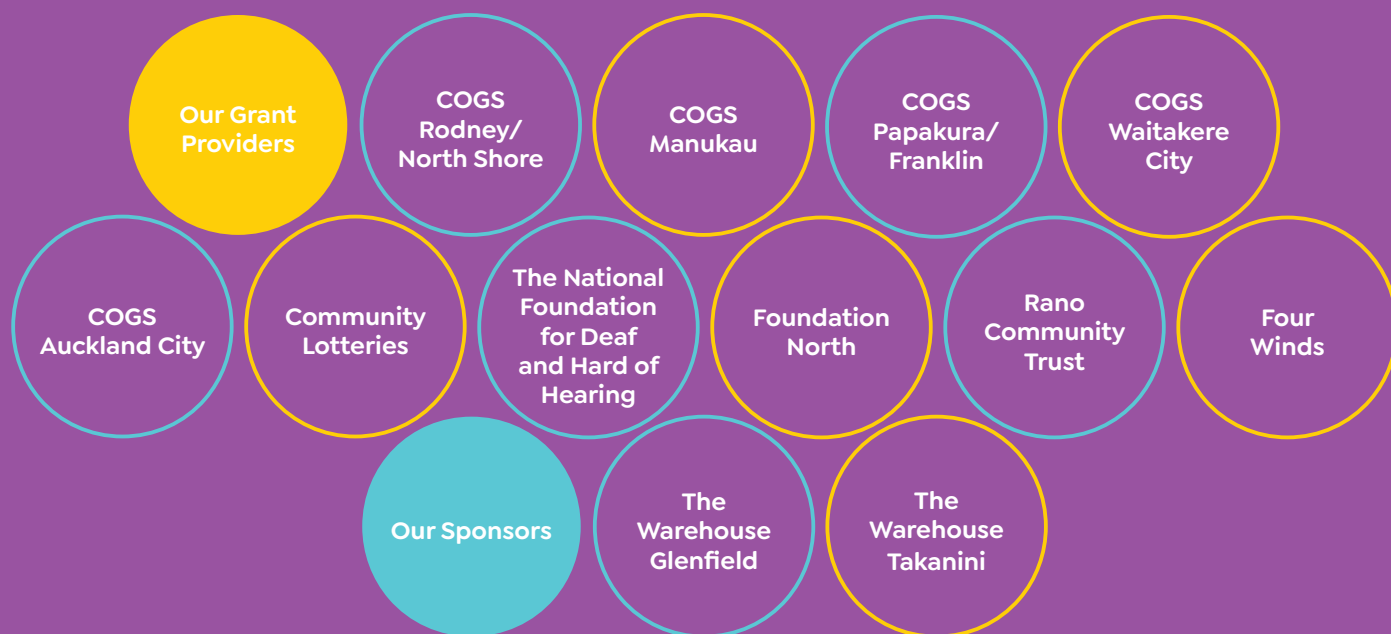 Our Grant
Providers
COGS
Rodney/
North Shore
COGS
Manukau
COGS
Papakura/
Franklin
COGS
Waitakere
City
COGS
Auckland City
Community
Lotteries
The National
Foundation
for Deaf
and Hard of
Hearing
Foundation
North
Rano
Community
Trust
Four
Winds
Our Sponsors
The
Warehouse
Glenfield
The
Warehouse
Takanini